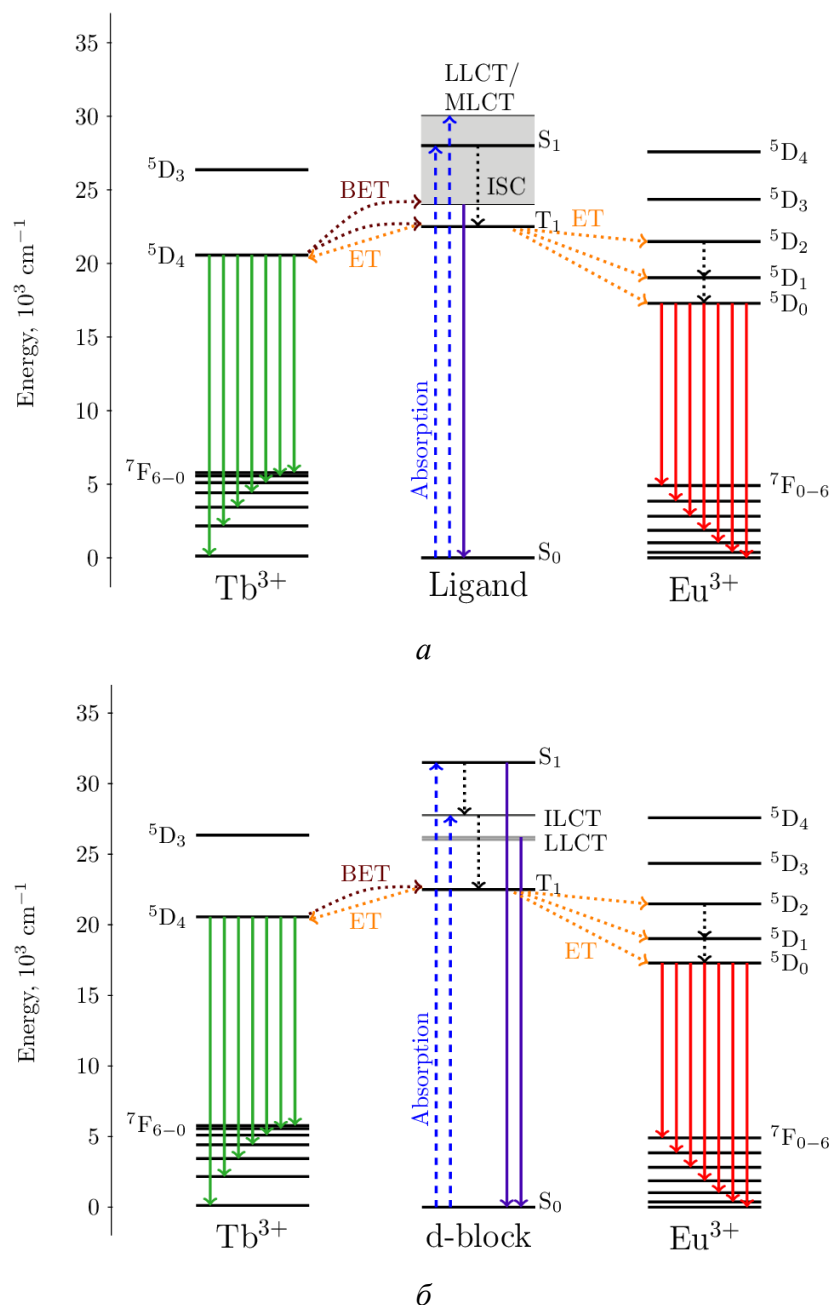 35
30
25
20
15
10
5
0
Energy, 10³ cm⁻¹
⁵D₃
⁵D₄
⁷F₆₋₀
Tb³⁺
BET
ET
LLCT/
MLCT
S₁
ISC
T₁
Absorption
S₀
Ligand
ET
⁵D₄
⁵D₃
⁵D₂
⁵D₁
⁵D₀
⁷F₀₋₆
Eu³⁺
а
35
30
25
20
15
10
5
0
Energy, 10³ cm⁻¹
⁵D₃
⁵D₄
⁷F₆₋₀
Tb³⁺
BET
ET
S₁
ILCT
LLCT
T₁
Absorption
S₀
d-block
ET
⁵D₄
⁵D₃
⁵D₂
⁵D₁
⁵D₀
⁷F₀₋₆
Eu³⁺
б